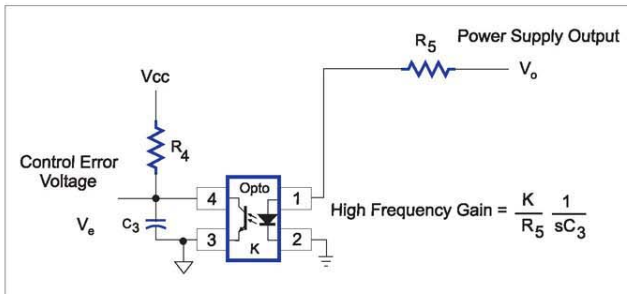 Power Supply Output
R5
Vo
Vcc
R4
Control Error
Voltage
Ve
C3
4
Opto
1
3
K
2
High Frequency Gain = K/R5 1/sC3